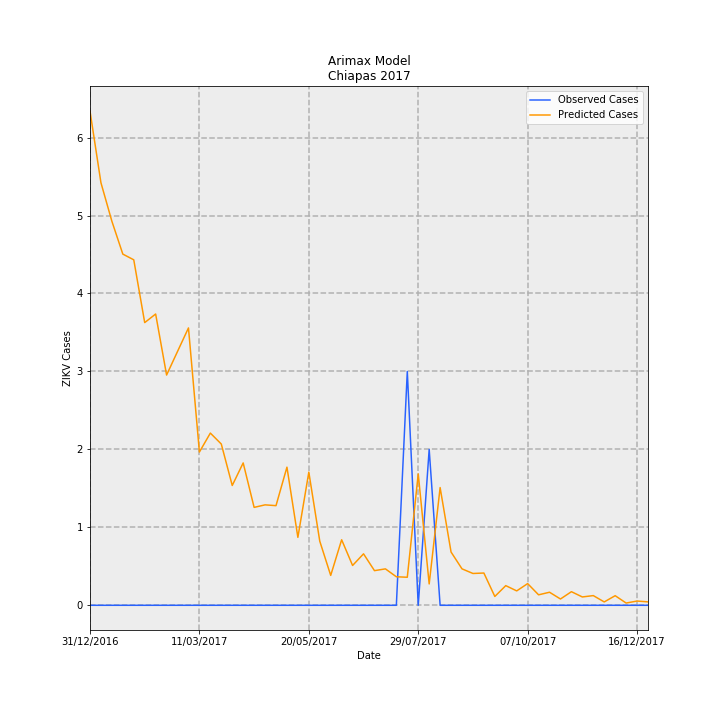 Arimax Model
Chiapas 2017
Observed Cases
Predicted Cases
6
5
4
3
2
1
0
ZIKV Cases
31/12/2016
11/03/2017
20/05/2017
29/07/2017
07/10/2017
16/12/2017
Date